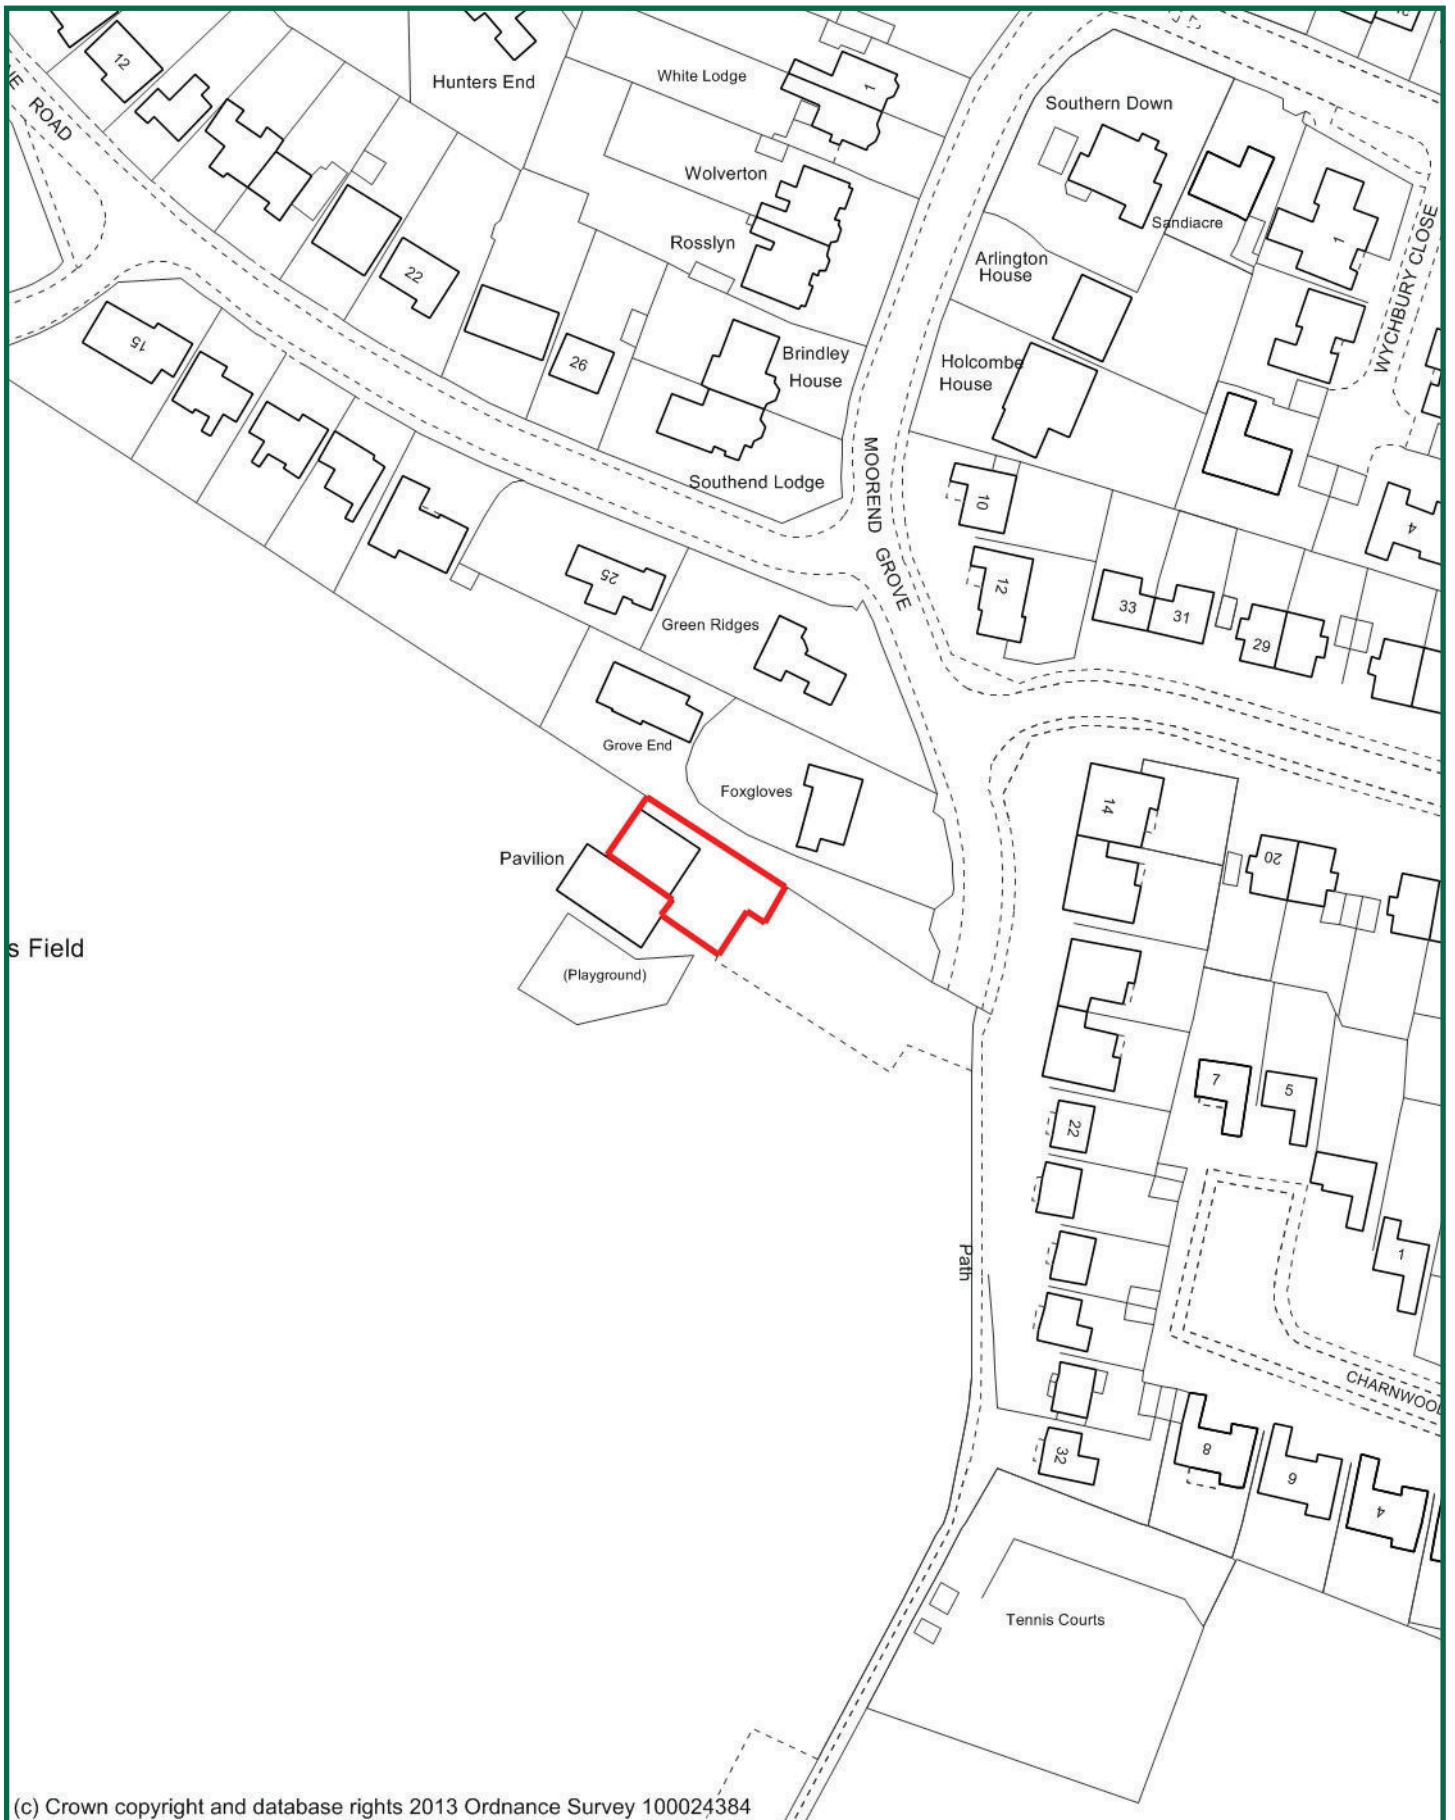 12
ROAD
Hunters End
White Lodge
1
Southern Down
Wolverton
Rosslyn
Sandiacre
1
WYCHBURY CLOSE
Arlington
House
22
15
26
Brindley
House
Holcombe
House
Southend Lodge
MOOREND GROVE
10
4
25
12
33
31
29
Green Ridges
Grove End
Foxgloves
14
20
Pavilion
s Field
(Playground)
7
5
22
1
Path
CHARNWOO
32
8
6
4
Tennis Courts
(c) Crown copyright and database rights 2013 Ordnance Survey 100024384